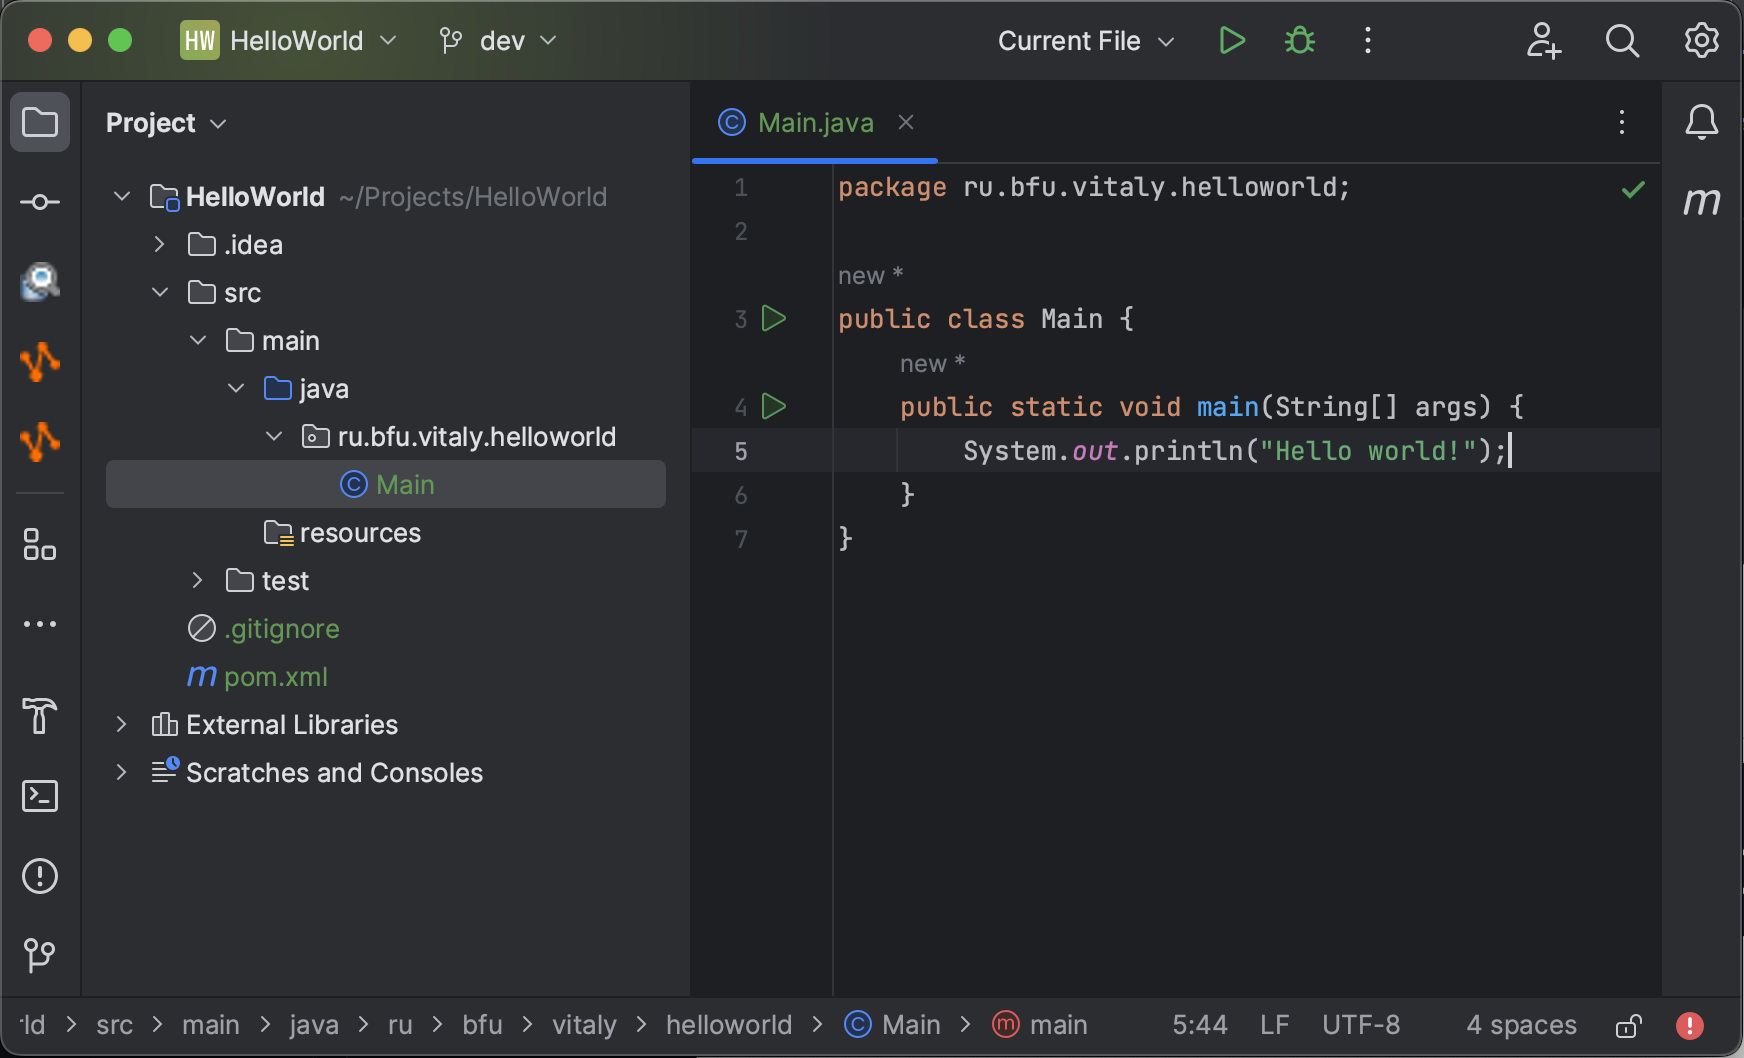 HW HelloWorld dev Current File
Project
HelloWorld ~/Projects/HelloWorld
.idea
src
main
java
ru.bfu.vitaly.helloworld
Main
resources
test
.gitignore
m pom.xml
External Libraries
Scratches and Consoles
Main.java
1 package ru.bfu.vitaly.helloworld;
2
new *
3 public class Main {
new *
4 public static void main(String[] args) {
5 System.out.println("Hello world!");
6 }
7 }
m
ld > src > main > java > ru > bfu > vitaly > helloworld > Main > main 5:44 LF UTF-8 4 spaces